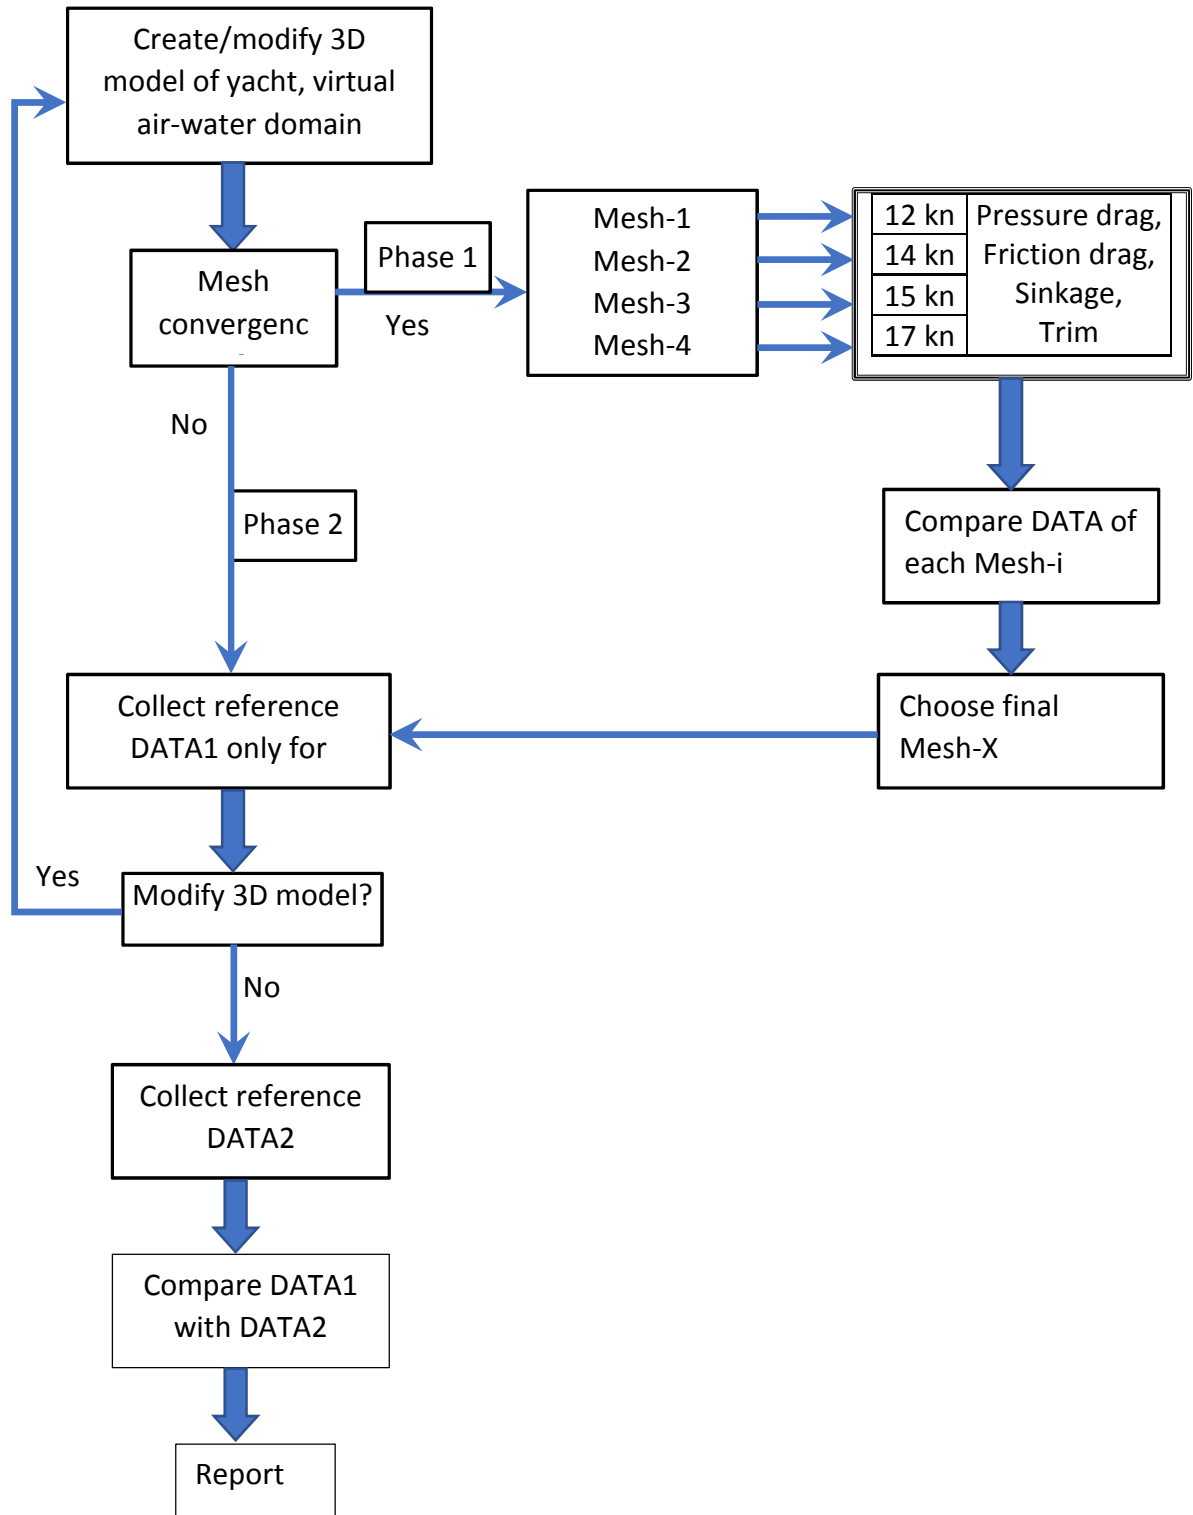 Create/modify 3D
model of yacht, virtual
air-water domain
Mesh
convergenc
Phase 1
Yes
Mesh-1
Mesh-2
Mesh-3
Mesh-4
12 kn
14 kn
15 kn
17 kn
Pressure drag,
Friction drag,
Sinkage,
Trim
No
Phase 2
Compare DATA of
each Mesh-i
Choose final
Mesh-X
Collect reference
DATA1 only for
Yes
Modify 3D model?
No
Collect reference
DATA2
Compare DATA1
with DATA2
Report